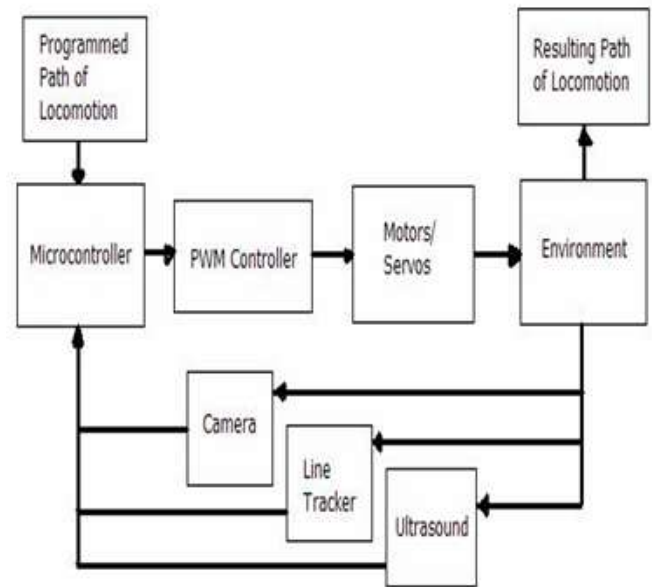 Programmed
Path of
Locomotion
Resulting Path
of Locomotion
Microcontroller
PWM Controller
Motors/
Servos
Environment
Camera
Line
Tracker
Ultrasound